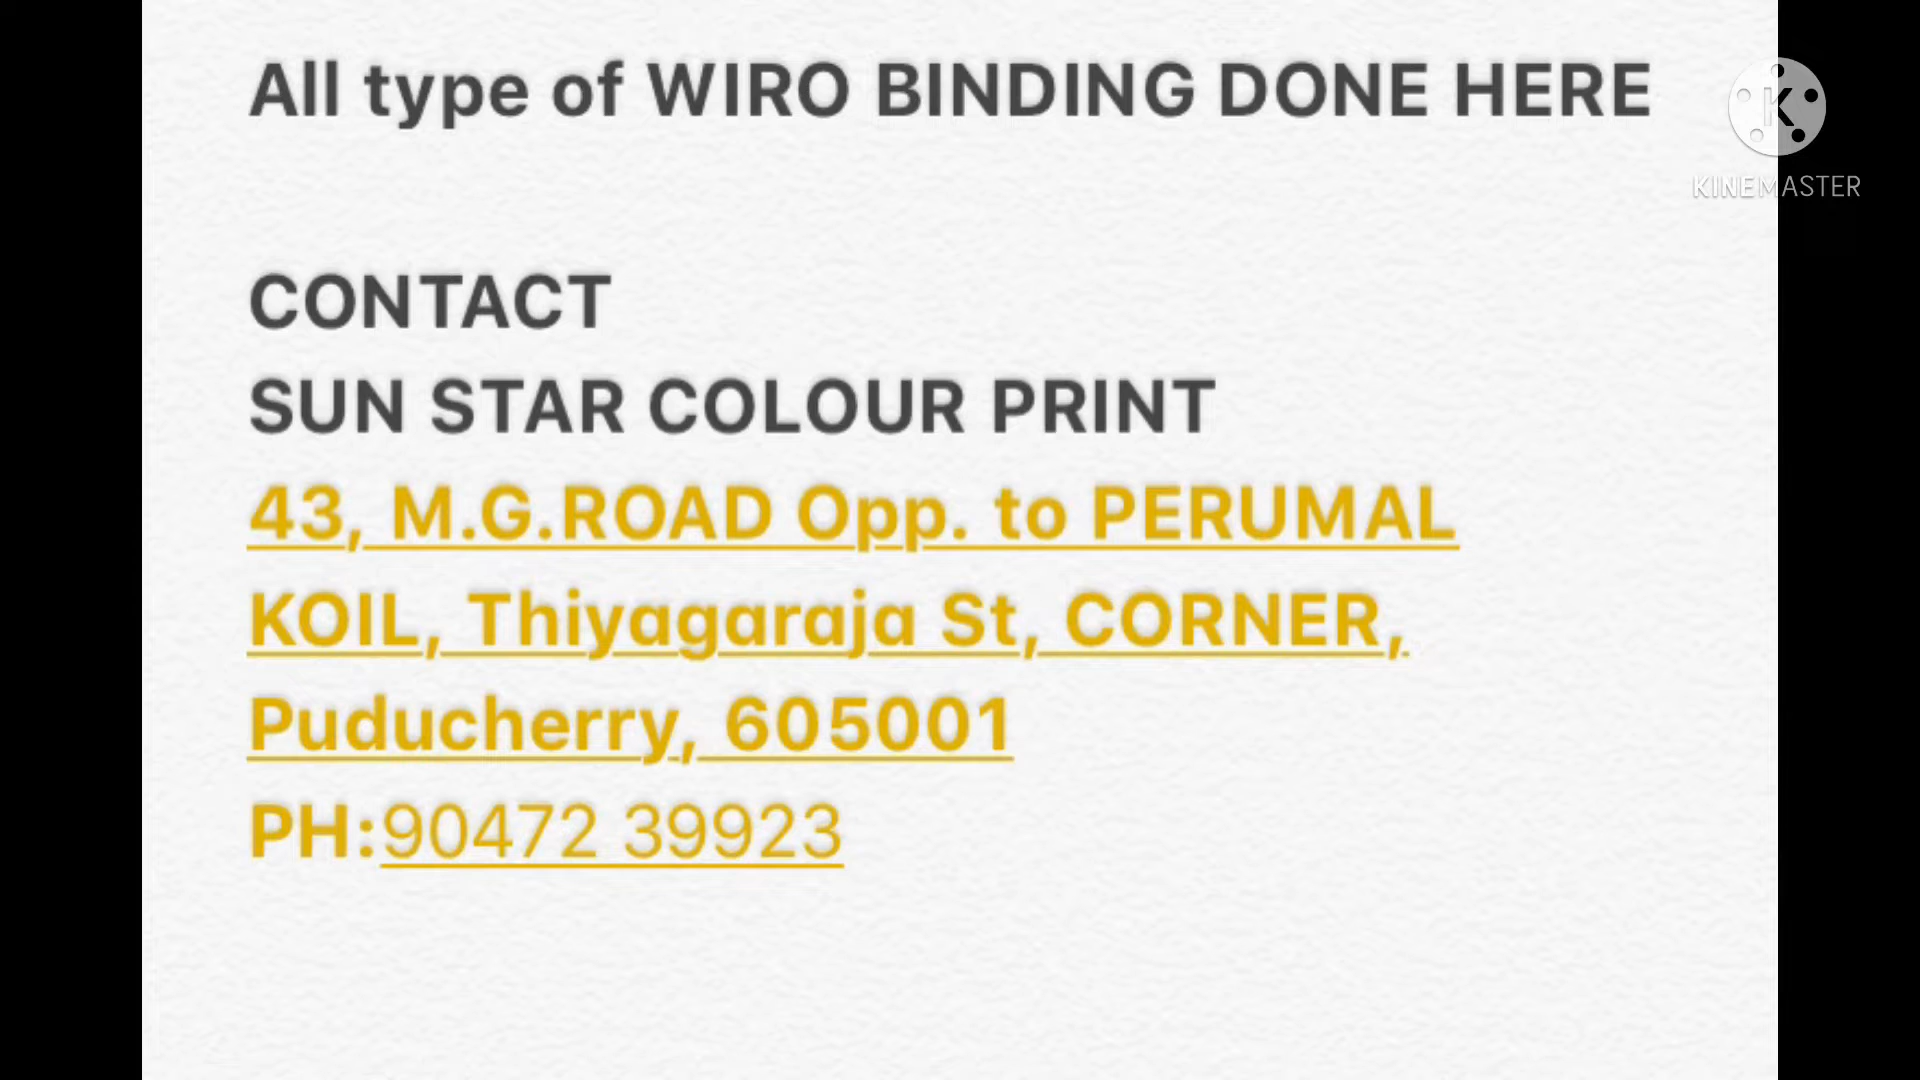 All type of WIRO BINDING DONE HERE
KINEMASTER
CONTACT
SUN STAR COLOUR PRINT
43, M.G.ROAD Opp. to PERUMAL
KOIL, Thiyagaraja St, CORNER,
Puducherry, 605001
PH:90472 39923